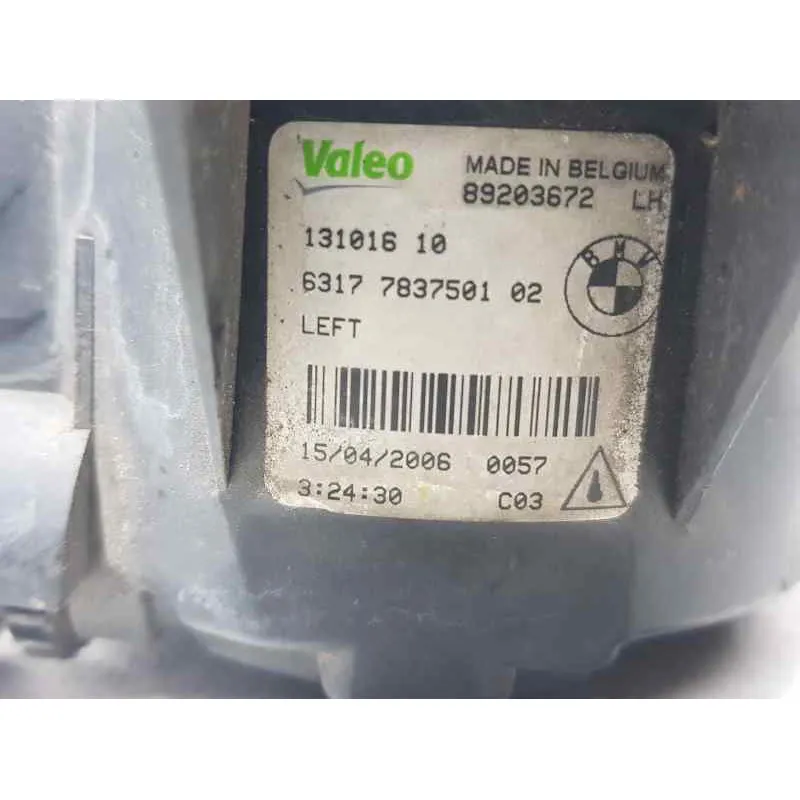 Valeo MADE IN BELGIUM
89203672 LH
131016 10
6317 7837501 02
BMW
LEFT
15/04/2006 0057
3:24:30 C03